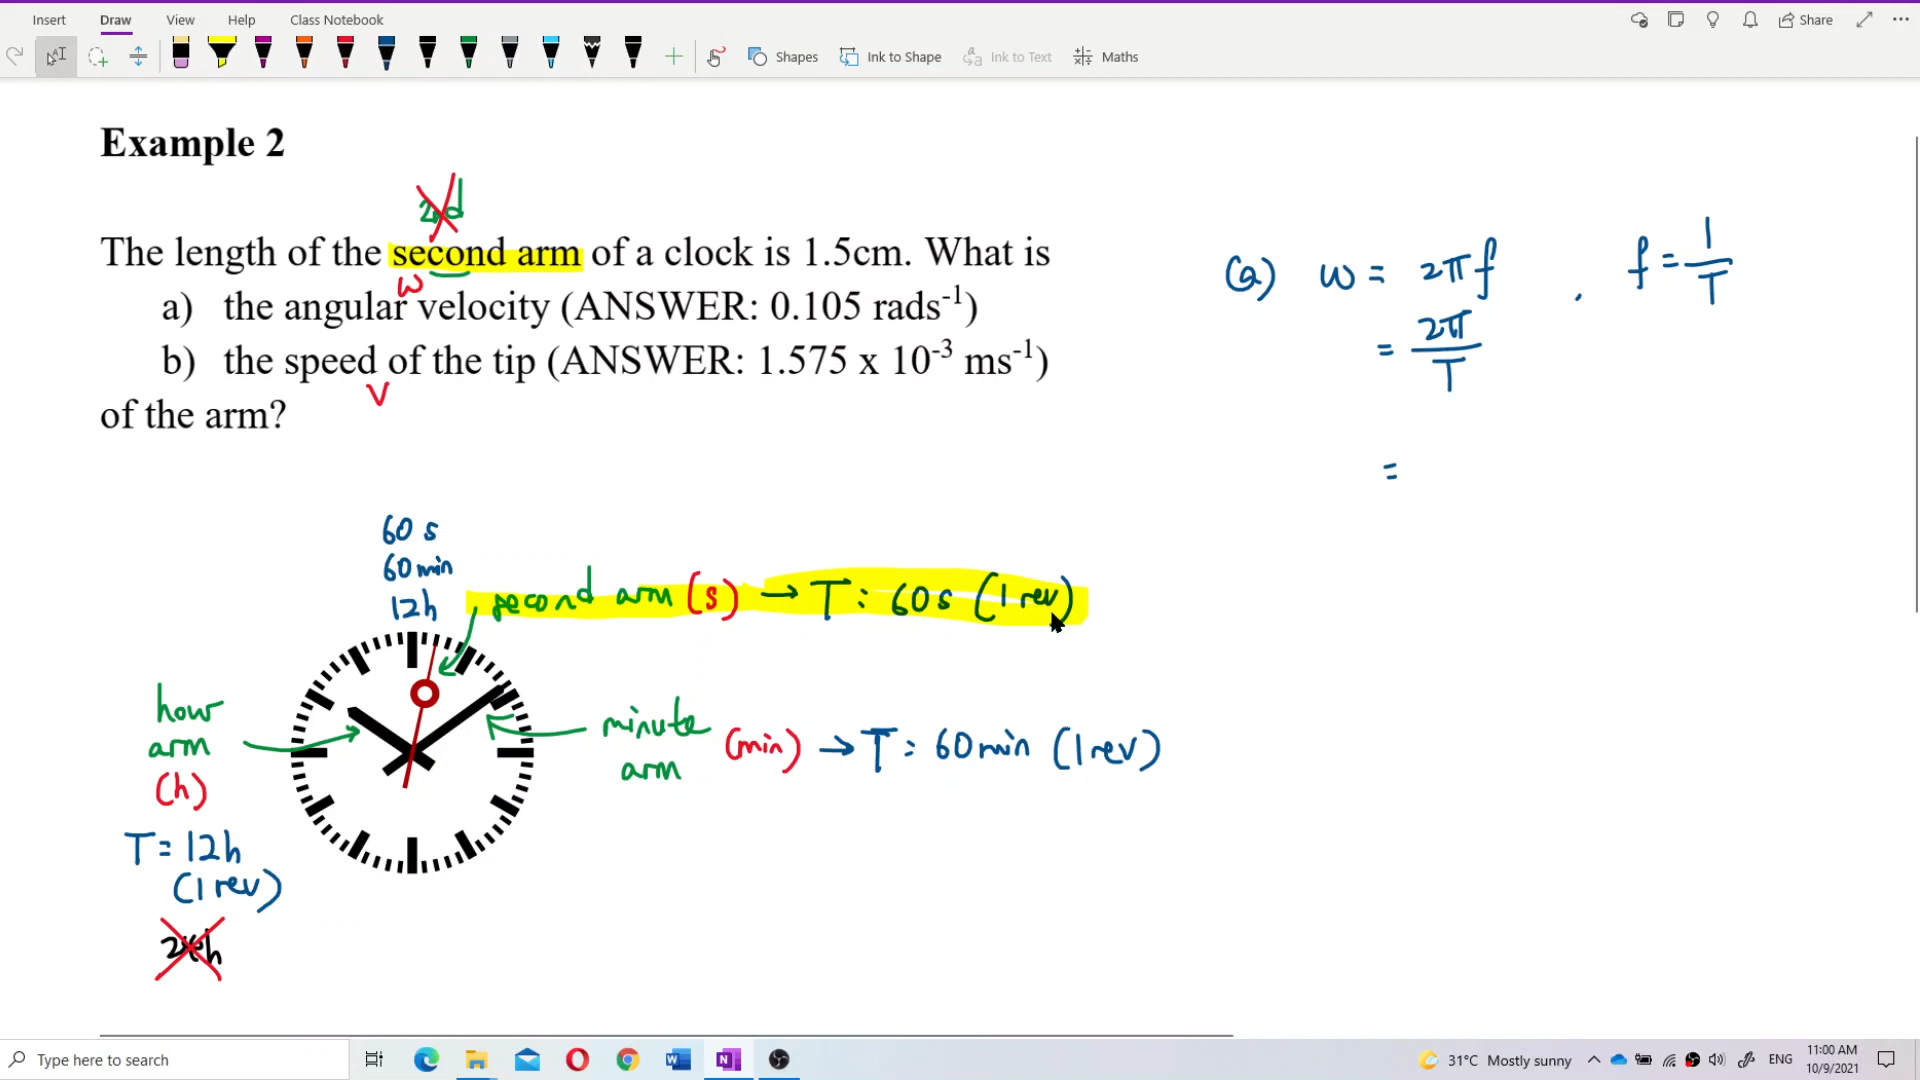 Insert Draw View Help Class Notebook Share
Shapes Ink to Shape Ink to Text Maths
Example 2
2nd
The length of the second arm of a clock is 1.5cm. What is
ω
a) the angular velocity (ANSWER: 0.105 rads⁻¹)
b) the speed of the tip (ANSWER: 1.575 x 10⁻³ ms⁻¹)
v
of the arm?
(a) ω = 2πf , f = 1/T
= 2π/T
=
60 s
60 min
12h
second arm (s) → T: 60s (1 rev)
hour
arm
(h)
T= 12h
(1 rev)
24h
minute
arm
(min) → T: 60min (1rev)
Type here to search
31°C Mostly sunny
ENG
11:00 AM
10/9/2021